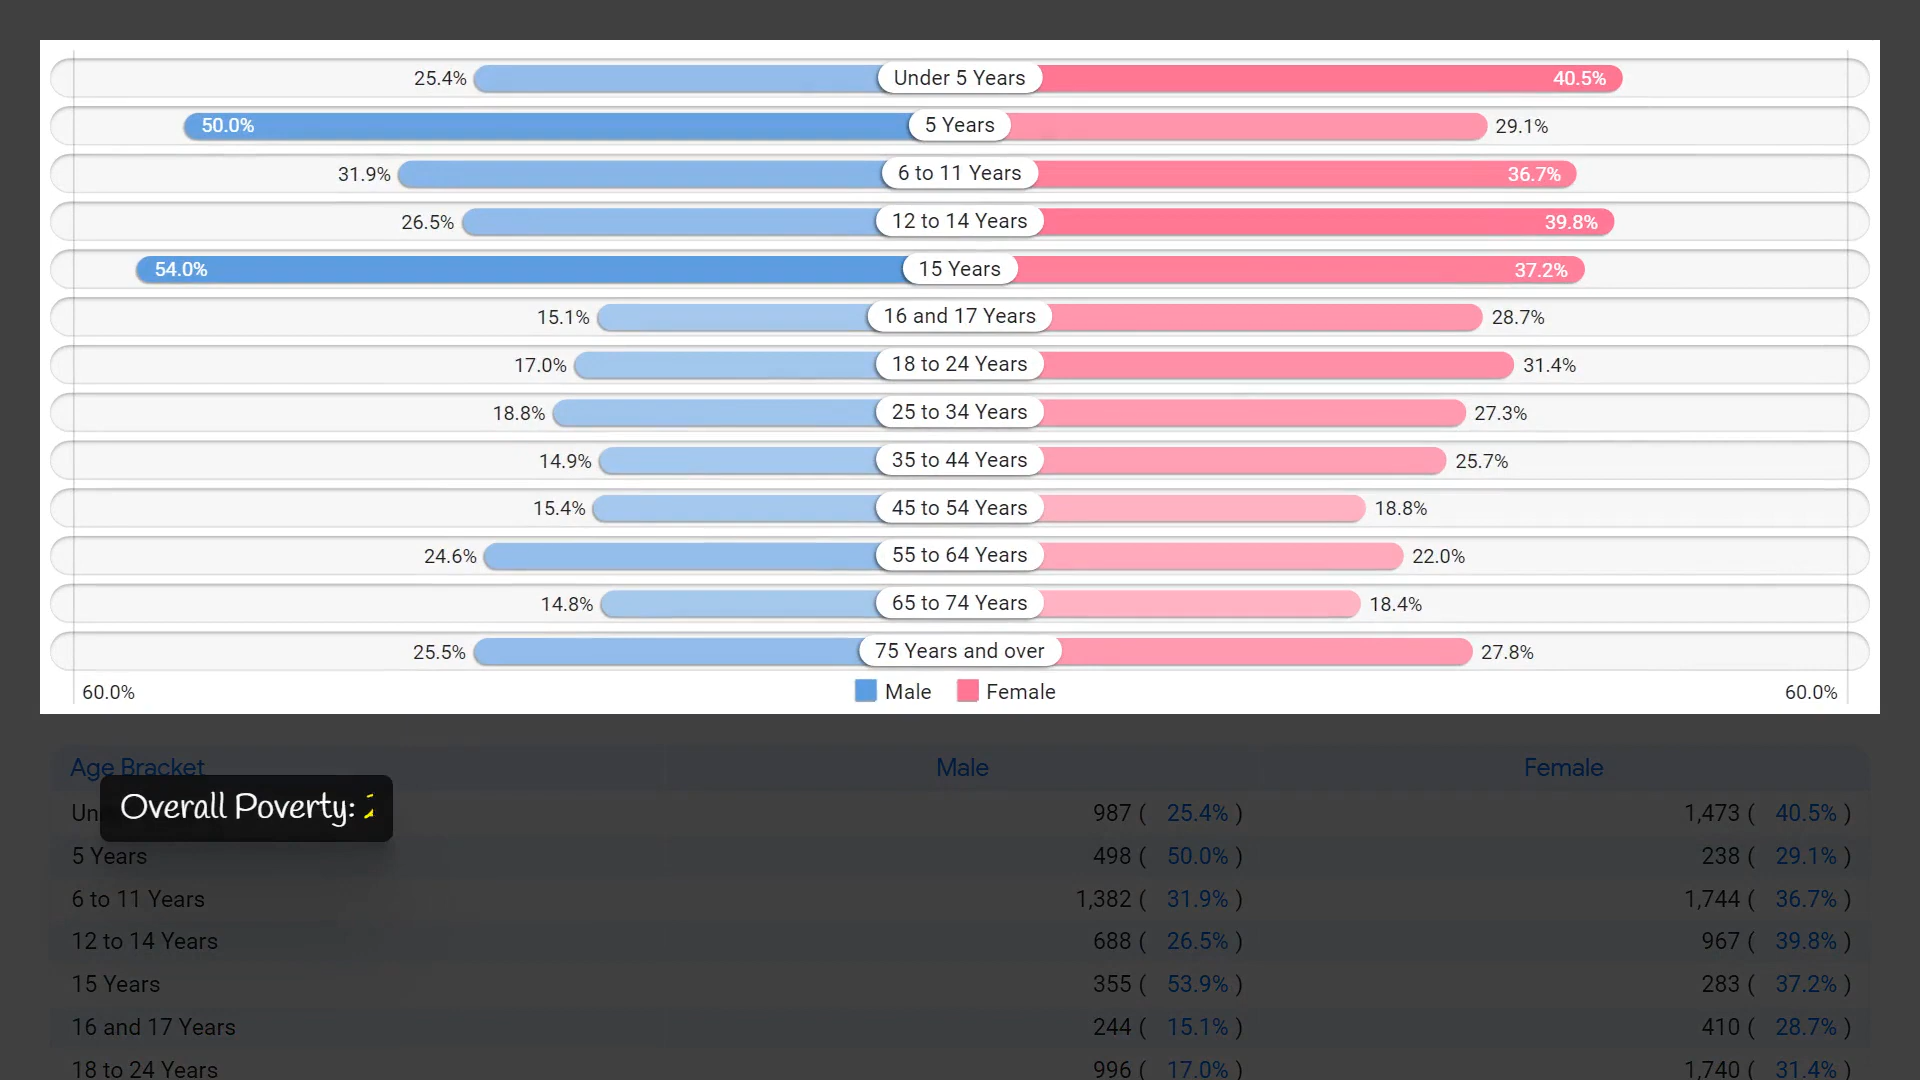 25.4% Under 5 Years 40.5%
50.0% 5 Years 29.1%
31.9% 6 to 11 Years 36.7%
26.5% 12 to 14 Years 39.8%
54.0% 15 Years 37.2%
15.1% 16 and 17 Years 28.7%
17.0% 18 to 24 Years 31.4%
18.8% 25 to 34 Years 27.3%
14.9% 35 to 44 Years 25.7%
15.4% 45 to 54 Years 18.8%
24.6% 55 to 64 Years 22.0%
14.8% 65 to 74 Years 18.4%
25.5% 75 Years and over 27.8%
60.0% Male Female 60.0%
Age Bracket Male Female
Overall Poverty:
987 ( 25.4% ) 1,473 ( 40.5% )
5 Years 498 ( 50.0% ) 238 ( 29.1% )
6 to 11 Years 1,382 ( 31.9% ) 1,744 ( 36.7% )
12 to 14 Years 688 ( 26.5% ) 967 ( 39.8% )
15 Years 355 ( 53.9% ) 283 ( 37.2% )
16 and 17 Years 244 ( 15.1% ) 410 ( 28.7% )
18 to 24 Years 996 ( 17.0% ) 1,740 ( 31.4% )